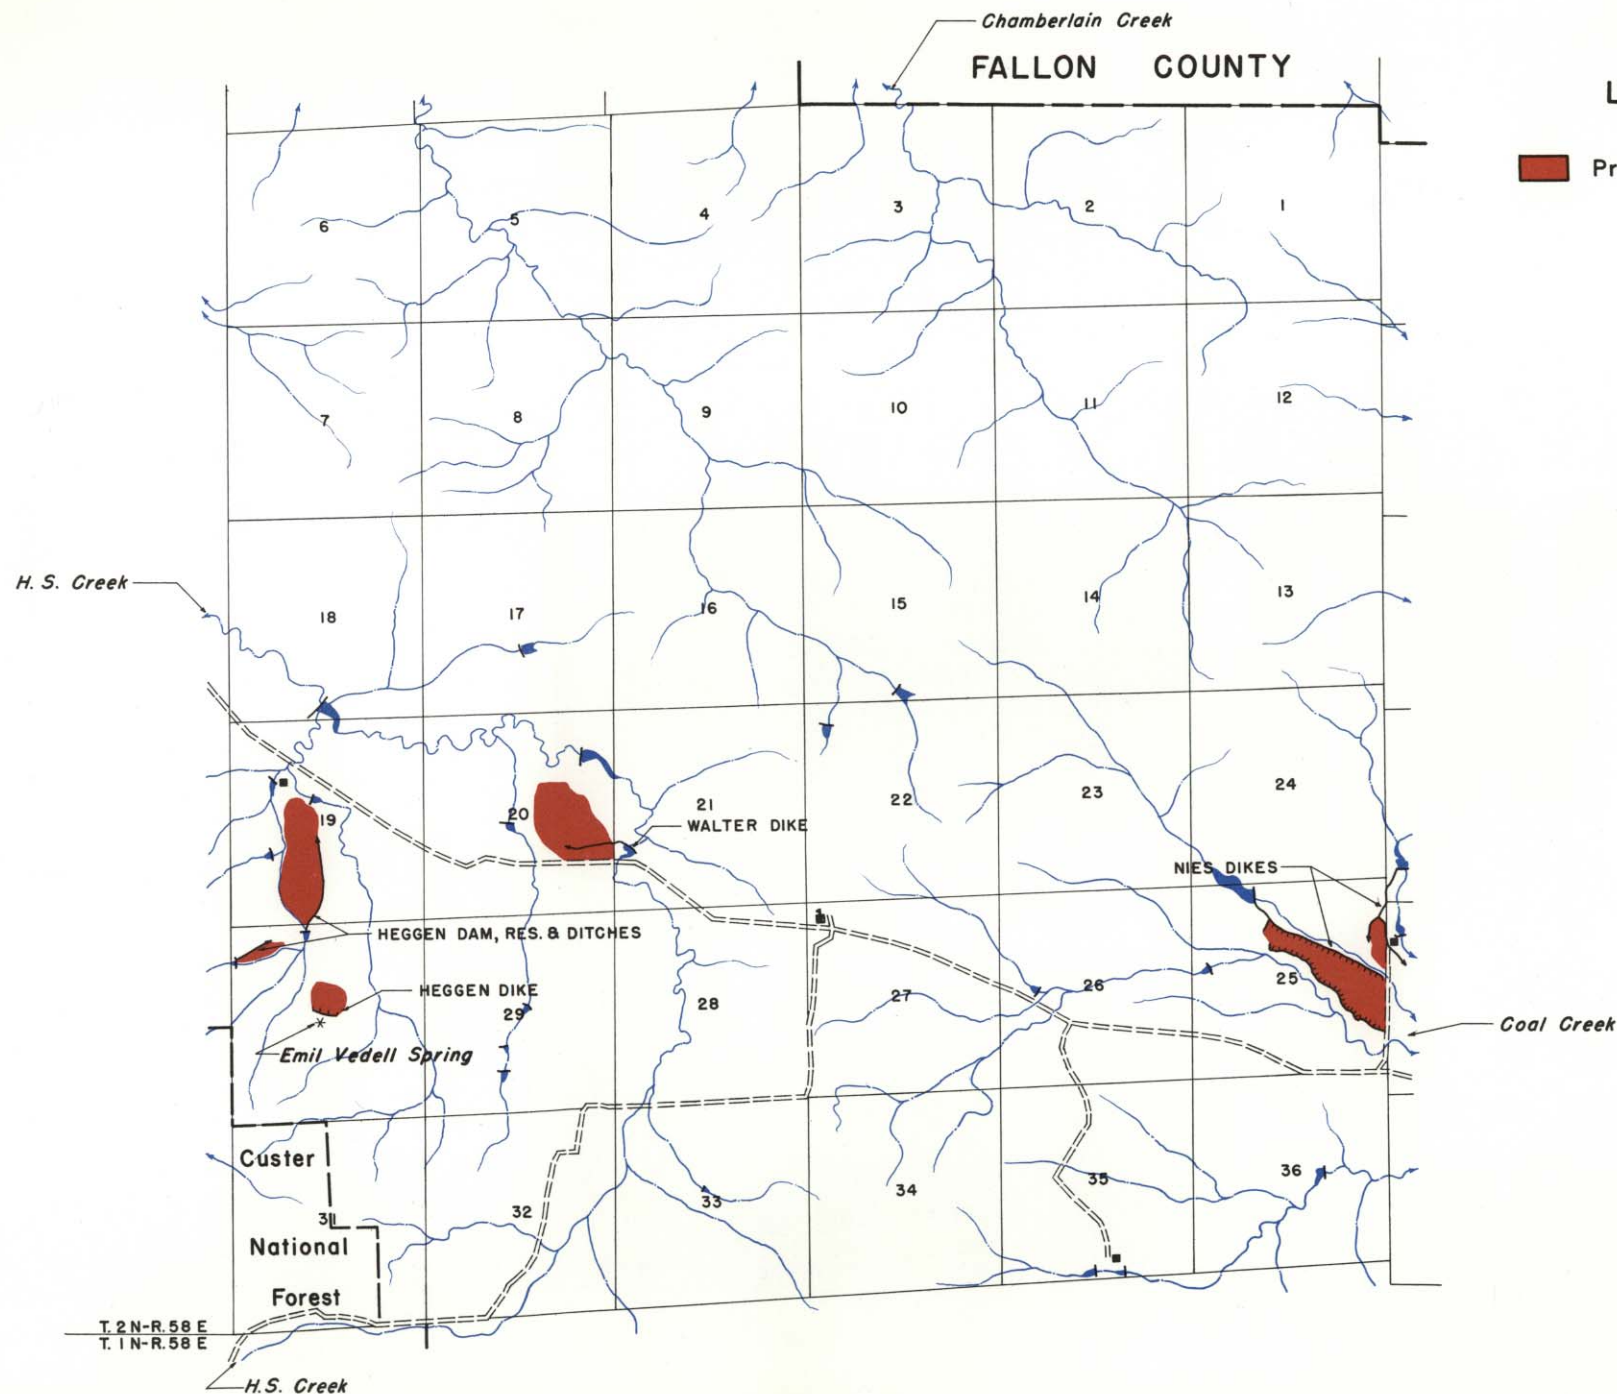 Chamberlain Creek
FALLON COUNTY
L
Pr
6
5
4
3
2
1
7
8
9
10
11
12
H. S. Creek
18
17
16
15
14
13
19
20
21
22
23
24
WALTER DIKE
NIES DIKES
HEGGEN DAM, RES. & DITCHES
HEGGEN DIKE
29
28
27
26
25
Emil Vedell Spring
Coal Creek
Custer
31
National
Forest
32
33
34
35
36
T. 2 N-R. 58 E
T. 1 N-R. 58 E
H.S. Creek